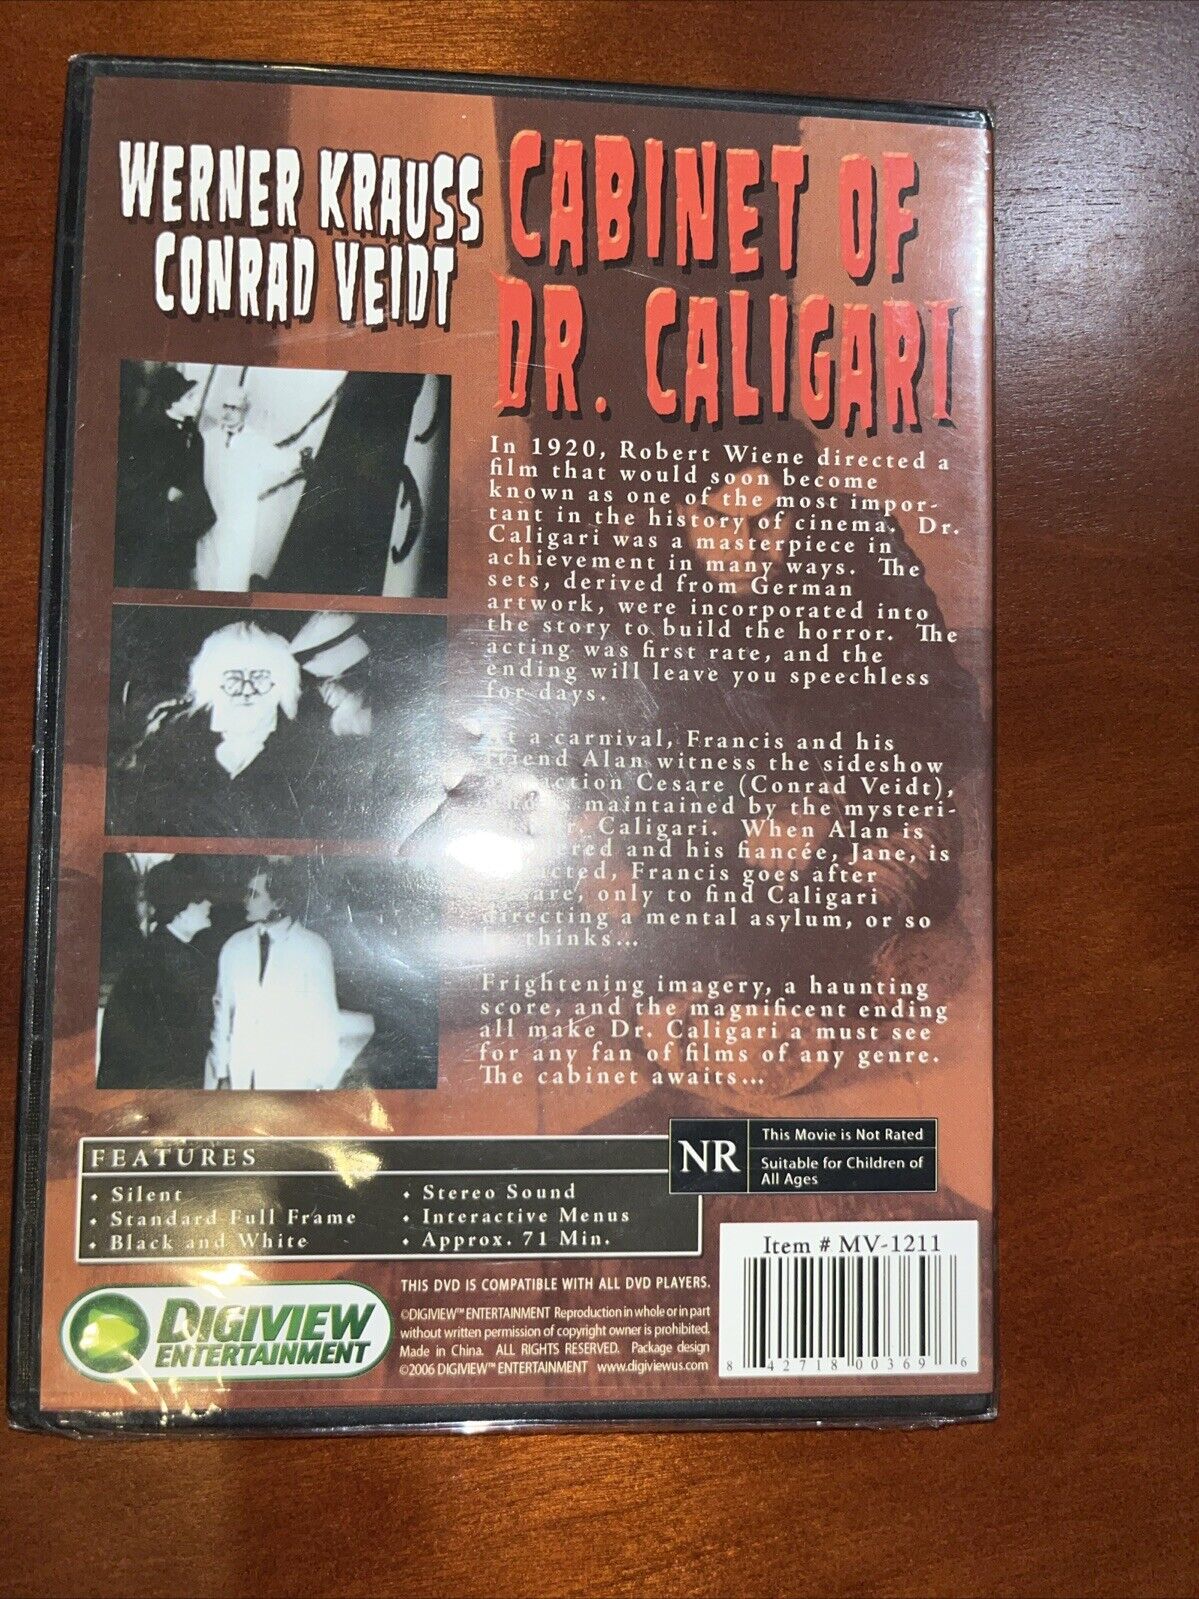 WERNER KRAUSS
CONRAD VEIDT
CABINET OF
DR. CALIGARI
In 1920, Robert Wiene directed a
film that would soon become
known as one of the most impor-
tant in the history of cinema. Dr.
Caligari was a masterpiece in
achievement in many ways. The
sets, derived from German
artwork, were incorporated into
the story to build the horror. The
acting was first rate, and the
ending will leave you speechless
for days.
a carnival, Francis and his
friend Alan witness the sideshow
Cesare (Conrad Veidt),
maintained by the mysteri-
Caligari. When Alan is
and his fiancée, Jane, is
Francis goes after
only to find Caligari
directing a mental asylum, or so
he thinks...
Frightening imagery, a haunting
score, and the magnificent ending
all make Dr. Caligari a must see
for any fan of films of any genre.
The cabinet awaits...
FEATURES
• Silent
• Standard Full Frame
• Black and White
• Stereo Sound
• Interactive Menus
• Approx. 71 Min.
NR
This Movie is Not Rated
Suitable for Children of
All Ages
DIGIVIEW
ENTERTAINMENT
THIS DVD IS COMPATIBLE WITH ALL DVD PLAYERS.
©DIGIVIEW™ ENTERTAINMENT Reproduction in whole or in part
without written permission of copyright owner is prohibited.
Made in China. ALL RIGHTS RESERVED. Package design
©2006 DIGIVIEW™ ENTERTAINMENT www.digiviewus.com
Item # MV-1211
8 42718 00369 6